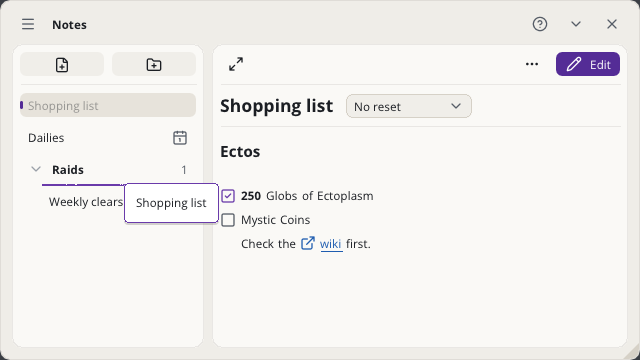 Notes
Edit
Shopping list
Shopping list
No reset
Dailies
Raids
1
Weekly clears
Shopping list
Ectos
250 Globs of Ectoplasm
Mystic Coins
Check the wiki first.